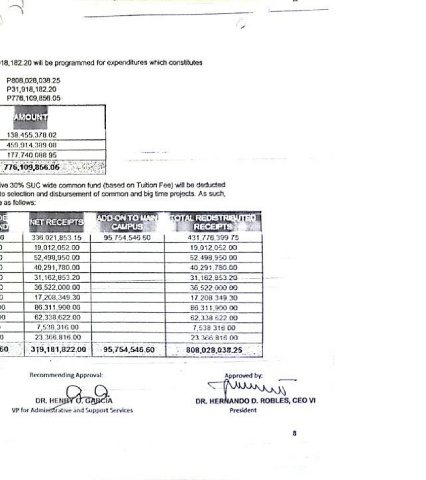 18,182.20 will be programmed for expenditures which constitutes
P808,028,038.25
P31,918,182.20
P776,109,856.05
AMOUNT
138,455,378.02
459,914,389.08
177,740,088.95
776,109,856.05
ive 30% SUC wide common fund (based on Tuition Fee) will be deducted
to selection and disbursement of common and big time projects. As such,
e as follows:
NET RECEIPTS ADD-ON TO MAIN CAMPUS TOTAL REDISTRIBUTED RECEIPTS
0 336,021,853.15 95,754,546.60 431,776,399.75
0 19,012,052.00 19,012,052.00
0 52,498,950.00 52,498,950.00
0 40,291,780.00 40,291,780.00
0 31,162,853.20 31,162,853.20
0 36,522,000.00 36,522,000.00
0 17,208,349.30 17,208,349.30
0 86,311,900.00 86,311,900.00
0 62,338,622.00 62,338,622.00
7,538,316.00 7,538,316.00
0 23,366,816.00 23,366,816.00
60 319,181,822.00 95,754,546.60 808,028,038.25
Recommending Approval: Approved by:
DR. HENRY O. GARCIA DR. HERNANDO D. ROBLES, CEO VI
VP for Administrative and Support Services President
8